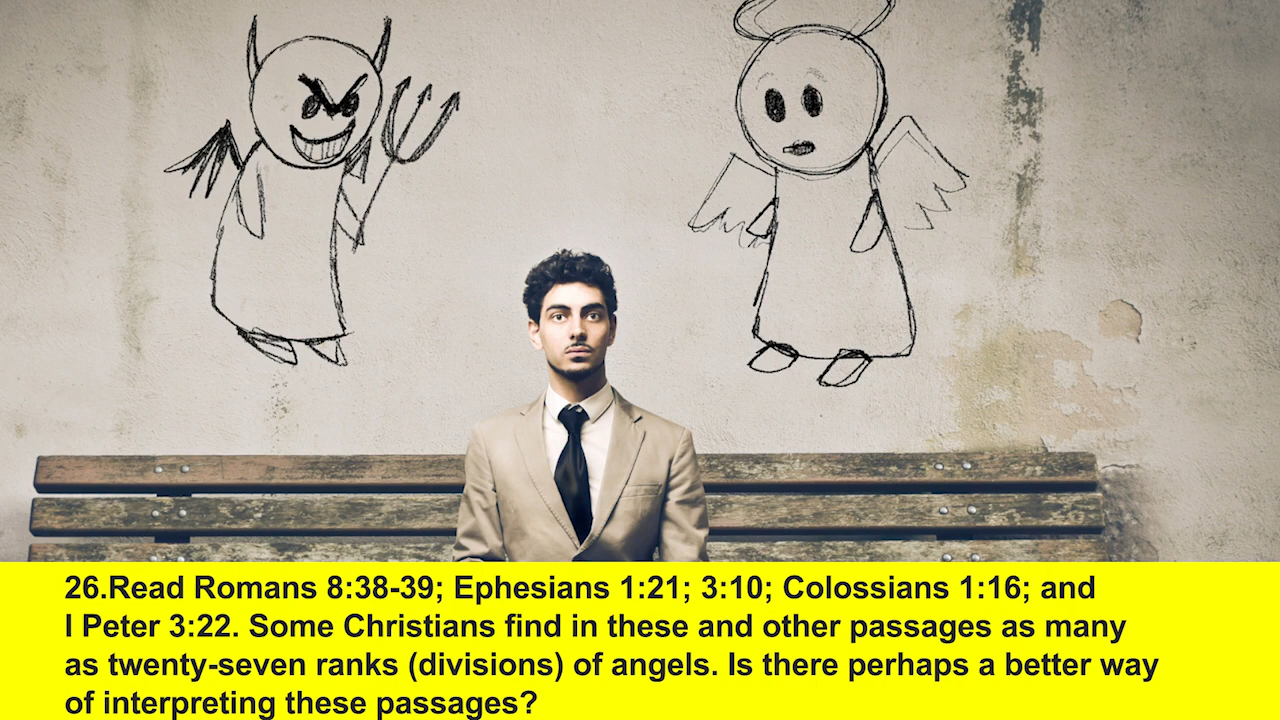 26.Read Romans 8:38-39; Ephesians 1:21; 3:10; Colossians 1:16; and
I Peter 3:22. Some Christians find in these and other passages as many
as twenty-seven ranks (divisions) of angels. Is there perhaps a better way
of interpreting these passages?